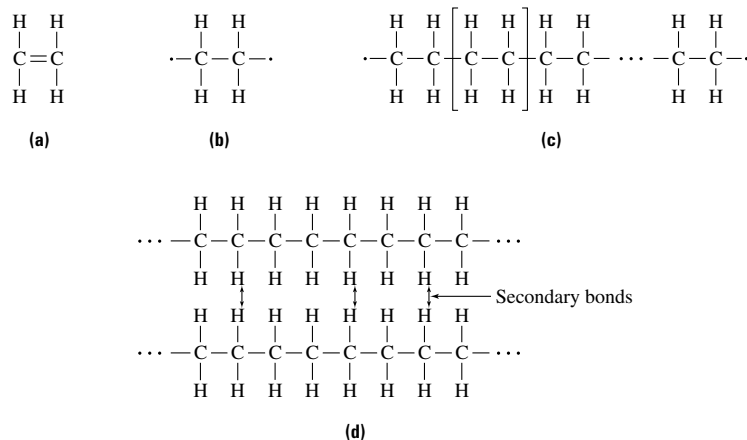 H H H H H H H H H H H H
C=C ·—C—C—· ·—C—C—C—C—C—C— ··· —C—C—·
H H H H H H H H H H H H
(a) (b) (c)
H H H H H H H H
··· —C—C—C—C—C—C—C—C— ···
H H H H H H H H
Secondary bonds
H H H H H H H H
··· —C—C—C—C—C—C—C—C— ···
H H H H H H H H
(d)